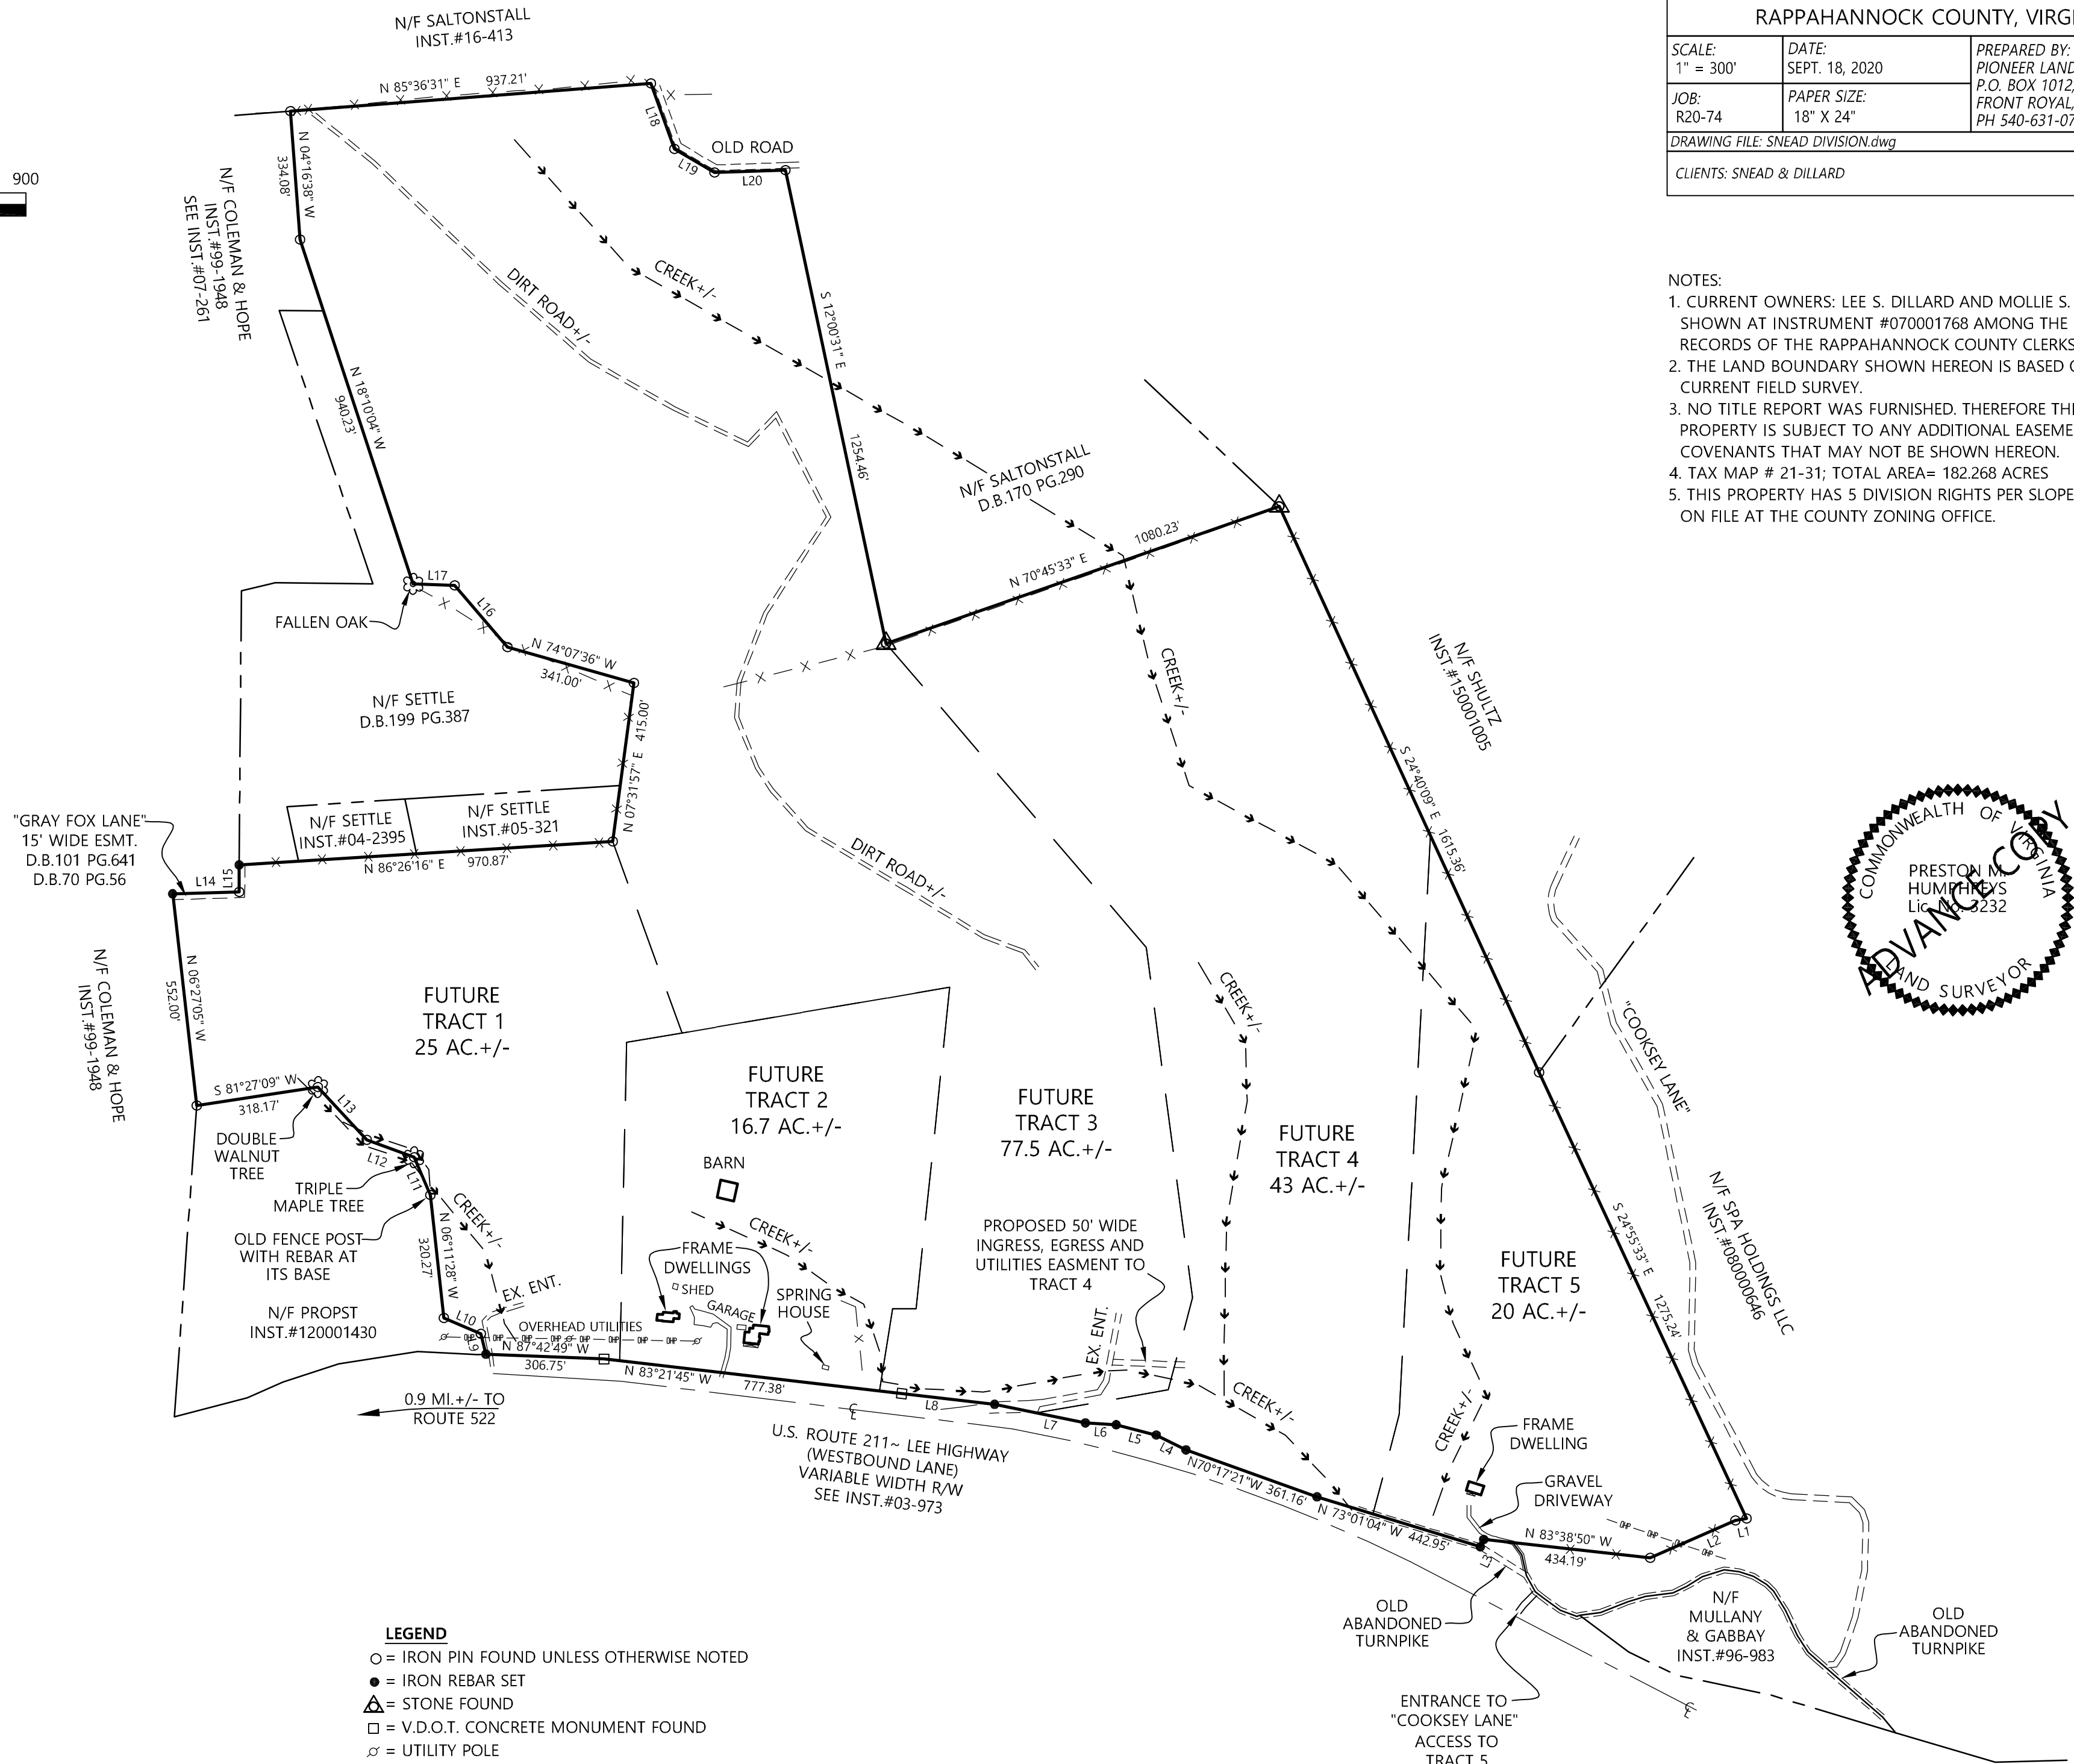 RAPPAHANNOCK COUNTY,
SCALE:
1" = 300'
DATE:
SEPT. 18, 2020
PREPARED BY:
PIONEER LAND
P.O. BOX 1012,
FRONT ROYAL,
PH 540-631-07
JOB:
R20-74
PAPER SIZE:
18" X 24"
DRAWING FILE: SNEAD DIVISION.dwg
CLIENTS: SNEAD & DILLARD
NOTES:
1. CURRENT OWNERS: LEE S. DILLARD AND MOLLIE S.
SHOWN AT INSTRUMENT #070001768 AMONG THE
RECORDS OF THE RAPPAHANNOCK COUNTY CLERKS
2. THE LAND BOUNDARY SHOWN HEREON IS BASED
CURRENT FIELD SURVEY.
3. NO TITLE REPORT WAS FURNISHED. THEREFORE
PROPERTY IS SUBJECT TO ANY ADDITIONAL
COVENANTS THAT MAY NOT BE SHOWN HEREON.
4. TAX MAP # 21-31; TOTAL AREA= 182.268 ACRES
5. THIS PROPERTY HAS 5 DIVISION RIGHTS PER SLOPE
ON FILE AT THE COUNTY ZONING OFFICE.
COMMONWEALTH OF VIRGINIA
PRESTON M.
HUMPHREYS
Lic. No. 3232
LAND SURVEYOR
ADVANCE COPY
900
N/F SALTONSTALL
INST.#16-413
N 85°36'31" E 937.21'
L18
L19
L20
OLD ROAD
N 04°16'38" W
334.08'
N/F COLEMAN & HOPE
INST.#99-1948
SEE INST.#07-261
DIRT ROAD+/-
CREEK+/-
S 12°00'31" E
1254.46'
N 18°10'04" W
940.23'
N/F SALTONSTALL
D.B.170 PG.290
N 70°45'33" E
1080.23'
FALLEN OAK
L17
L16
N 74°07'36" W
341.00'
N/F SETTLE
D.B.199 PG.387
N 07°31'57" E 415.00'
N/F SETTLE
INST.#04-2395
N/F SETTLE
INST.#05-321
N 86°26'16" E 970.87'
"GRAY FOX LANE"
15' WIDE ESMT.
D.B.101 PG.641
D.B.70 PG.56
L14
L15
CREEK+/-
N/F SHULTZ
INST.#150001005
S 24°40'09" E 1615.36'
DIRT ROAD+/-
N/F COLEMAN & HOPE
INST.#99-1948
N 06°27'05" W
552.00'
FUTURE
TRACT 1
25 AC.+/-
FUTURE
TRACT 2
16.7 AC.+/-
FUTURE
TRACT 3
77.5 AC.+/-
FUTURE
TRACT 4
43 AC.+/-
FUTURE
TRACT 5
20 AC.+/-
CREEK+/-
"COOKSEY LANE"
S 81°27'09" W
318.17'
L13
L12
L11
DOUBLE
WALNUT
TREE
TRIPLE
MAPLE TREE
OLD FENCE POST
WITH REBAR AT
ITS BASE
CREEK+/-
N 06°11'28" W
320.27'
N/F PROPST
INST.#120001430
L10
L9
EX. ENT.
OVERHEAD UTILITIES
OHP OHP OHP OHP OHP OHP OHP
N 87°42'49" W
306.75'
BARN
CREEK+/-
FRAME
DWELLINGS
SHED
GARAGE
SPRING
HOUSE
PROPOSED 50' WIDE
INGRESS, EGRESS AND
UTILITIES EASMENT TO
TRACT 4
EX. ENT.
N/F SPA HOLDINGS LLC
INST.#080000646
S 24°55'33" E 1275.24'
N 83°21'45" W
777.38'
L8
L7
L6
L5
L4
CREEK+/-
CREEK+/-
0.9 MI.+/- TO
ROUTE 522
U.S. ROUTE 211~ LEE HIGHWAY
(WESTBOUND LANE)
VARIABLE WIDTH R/W
SEE INST.#03-973
N70°17'21"W 361.16'
N 73°01'04" W 442.95'
FRAME
DWELLING
GRAVEL
DRIVEWAY
N 83°38'50" W
434.19'
L3
L2
L1
OHP OHP OHP OHP
OLD
ABANDONED
TURNPIKE
N/F
MULLANY
& GABBAY
INST.#96-983
OLD
ABANDONED
TURNPIKE
ENTRANCE TO
"COOKSEY LANE"
ACCESS TO
TRACT 5
LEGEND
= IRON PIN FOUND UNLESS OTHERWISE NOTED
= IRON REBAR SET
= STONE FOUND
= V.D.O.T. CONCRETE MONUMENT FOUND
= UTILITY POLE